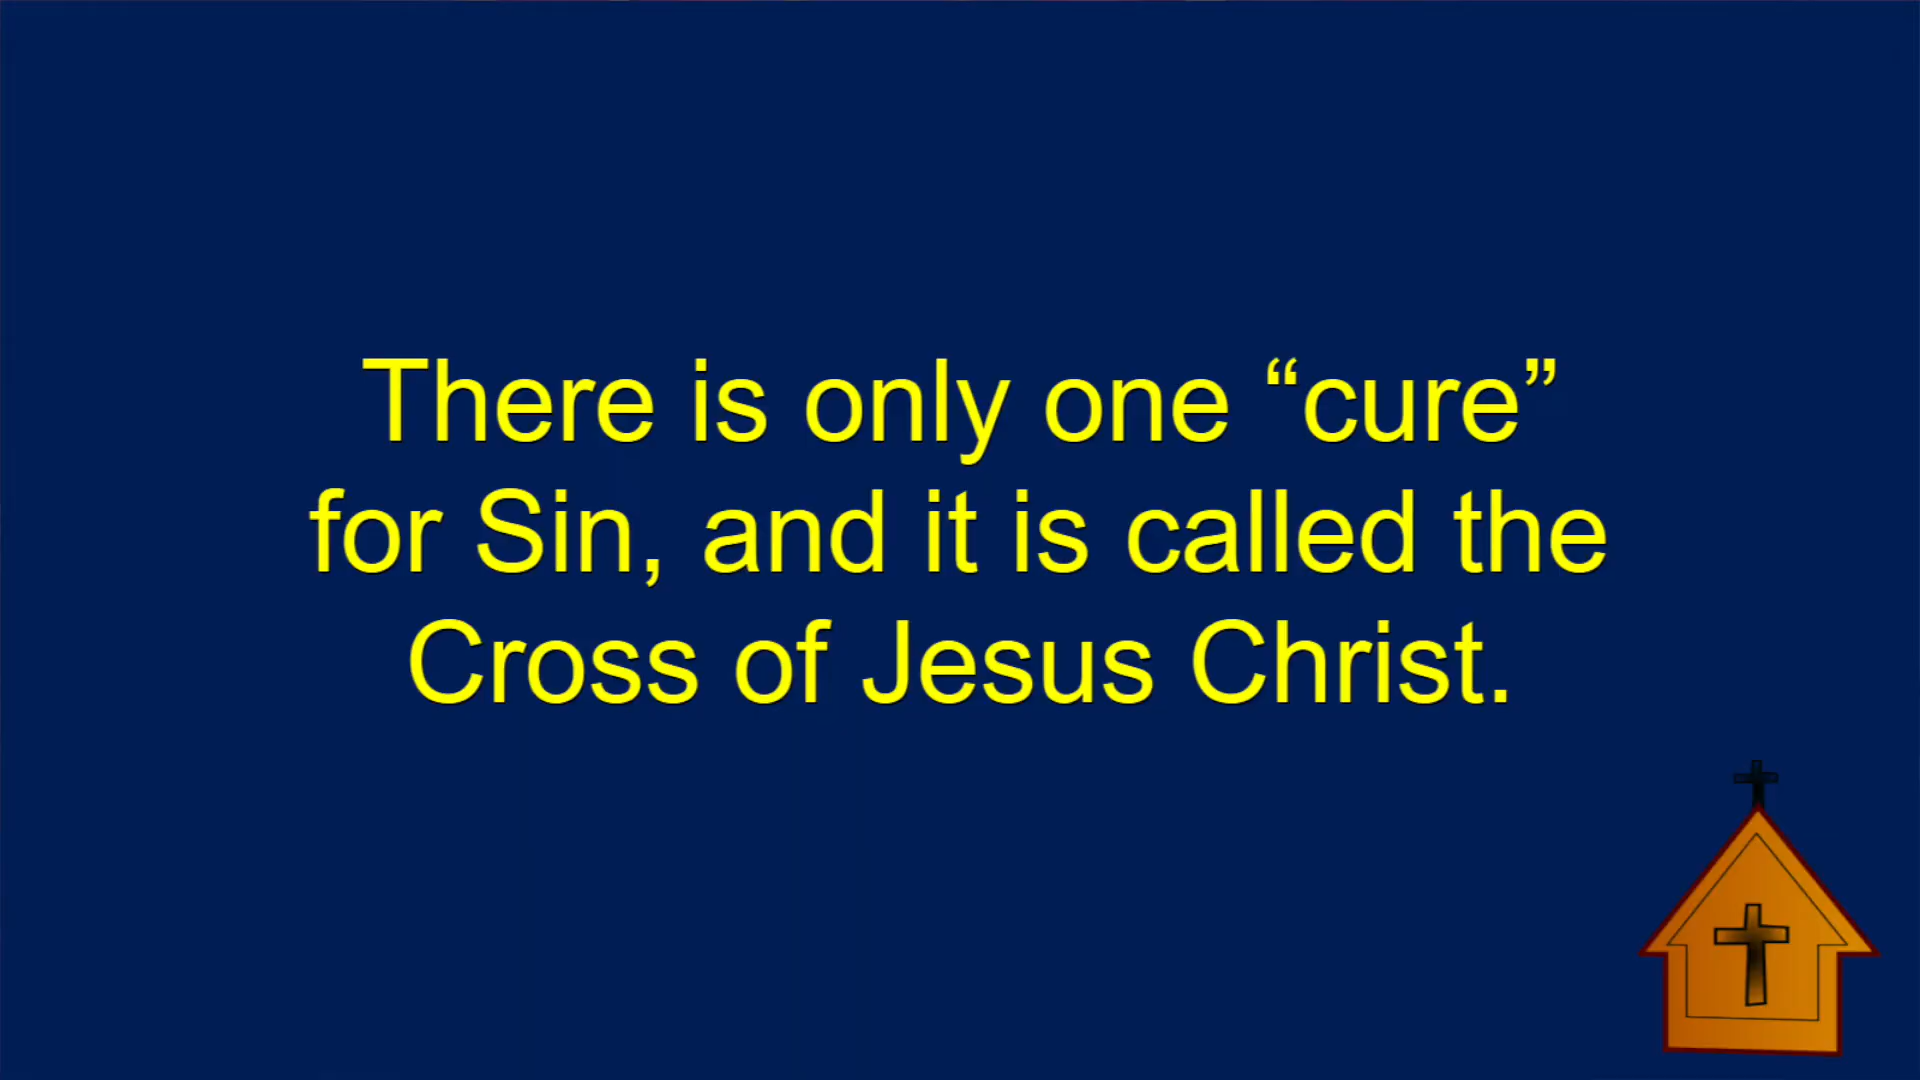 There is only one “cure”
for Sin, and it is called the
Cross of Jesus Christ.